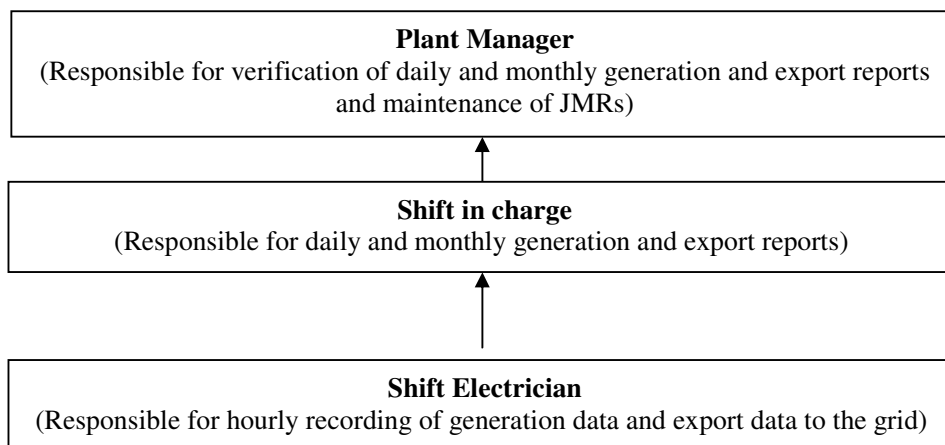 Plant Manager
(Responsible for verification of daily and monthly generation and export reports
and maintenance of JMRs)
Shift in charge
(Responsible for daily and monthly generation and export reports)
Shift Electrician
(Responsible for hourly recording of generation data and export data to the grid)